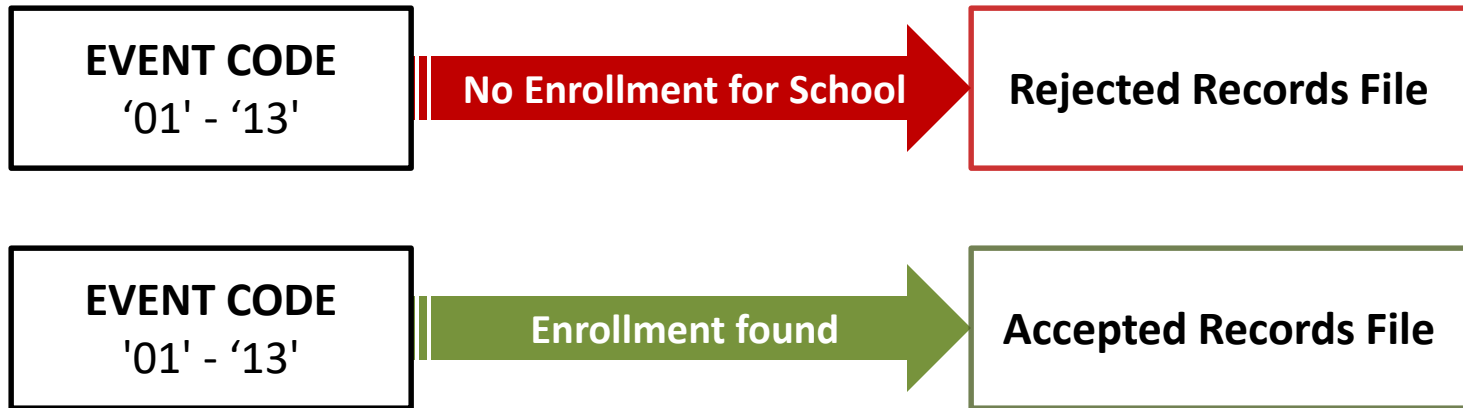 EVENT CODE
‘01' - ‘13'
No Enrollment for School
Rejected Records File
EVENT CODE
'01' - ‘13'
Enrollment found
Accepted Records File